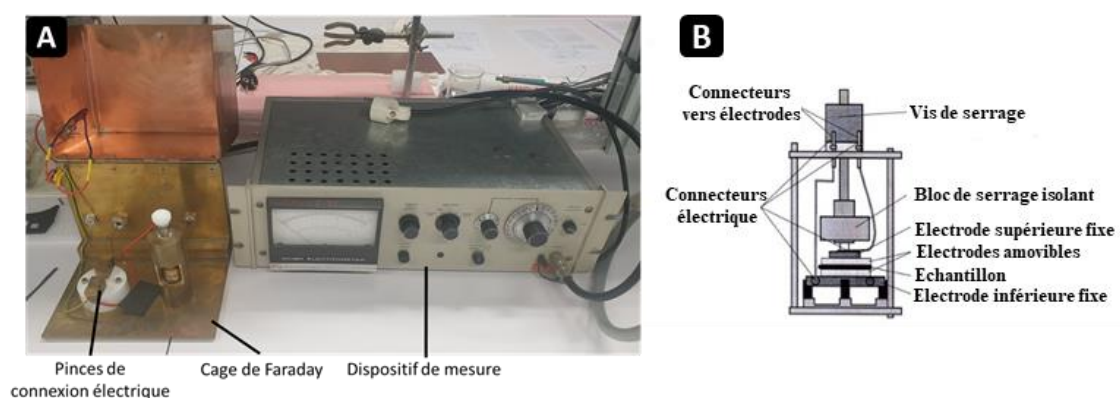 A
Pinces de
connexion électrique
Cage de Faraday
Dispositif de mesure
B
Connecteurs
vers électrodes
Vis de serrage
Connecteurs
électrique
Bloc de serrage isolant
Electrode supérieure fixe
Electrodes amovibles
Echantillon
Electrode inférieure fixe